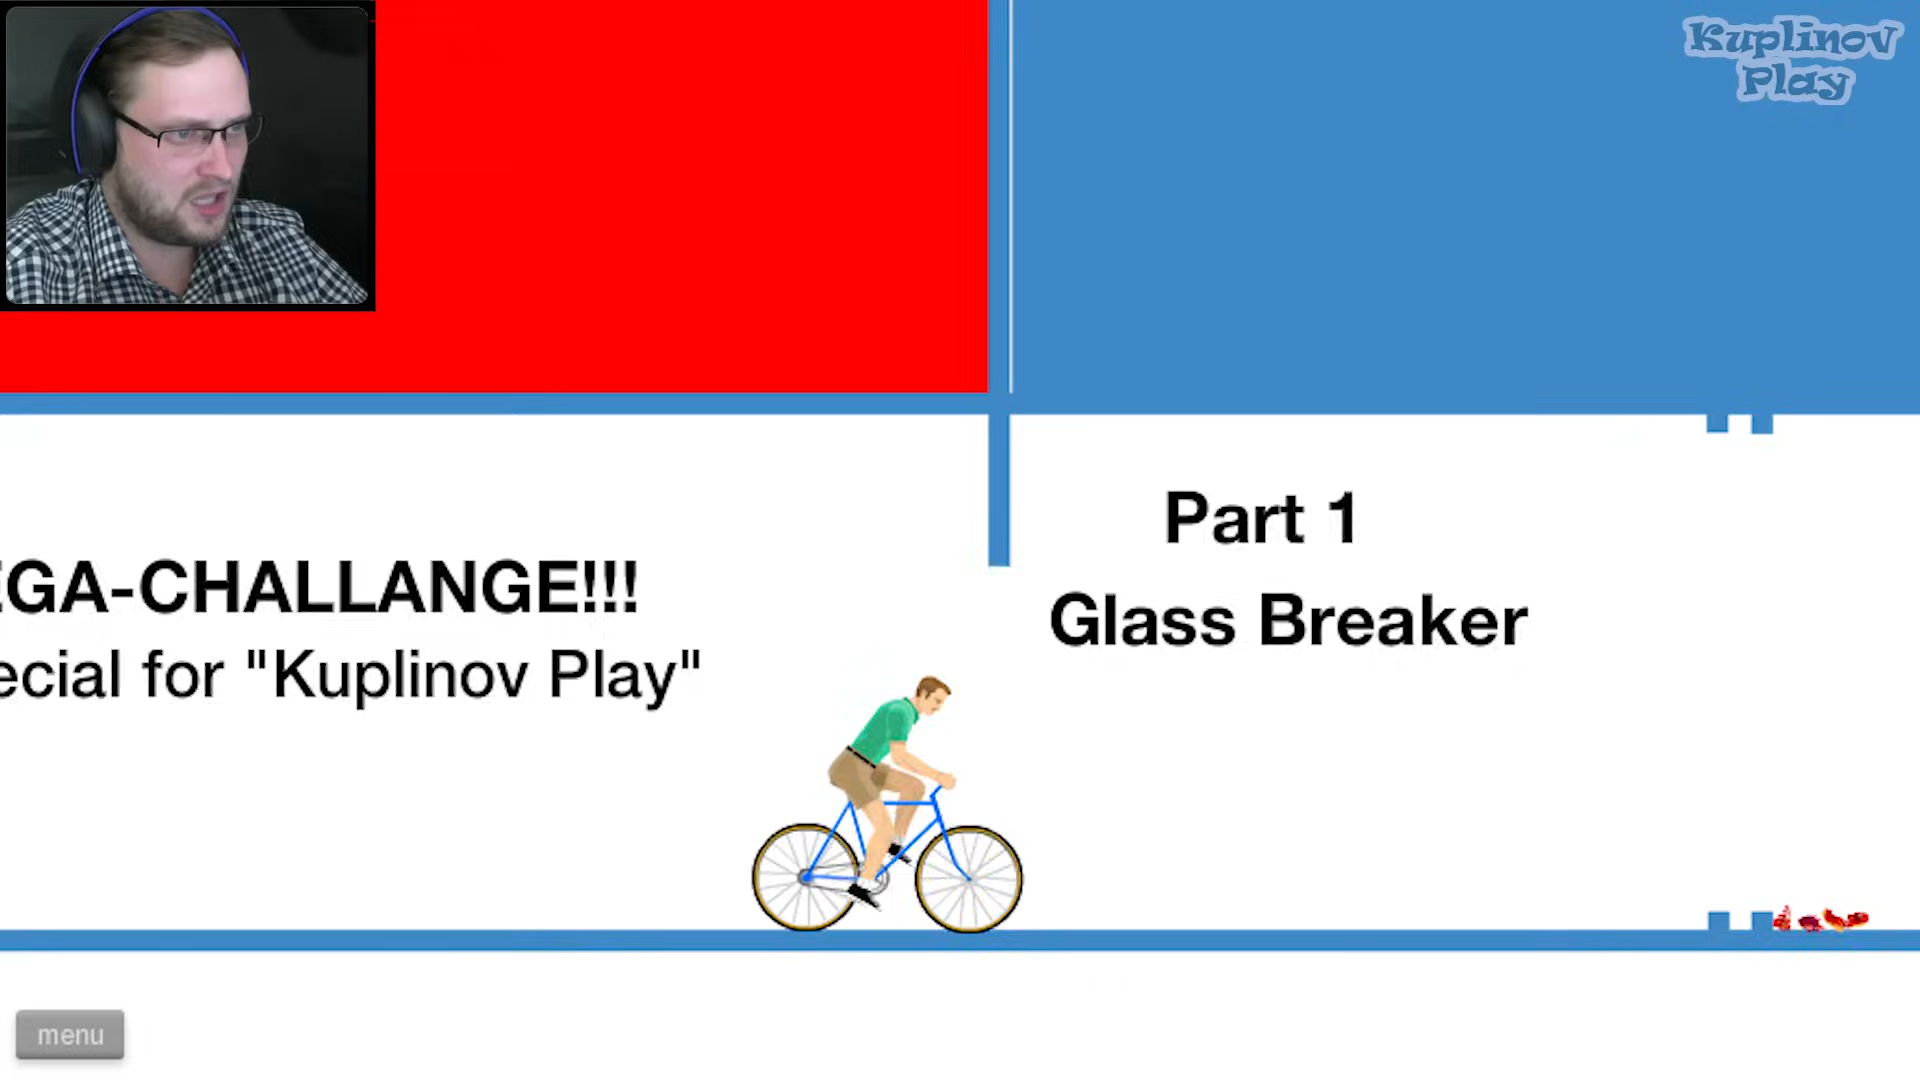 Kuplinov
Play
Part 1
Glass Breaker
EGA-CHALLANGE!!!
ecial for "Kuplinov Play"
menu